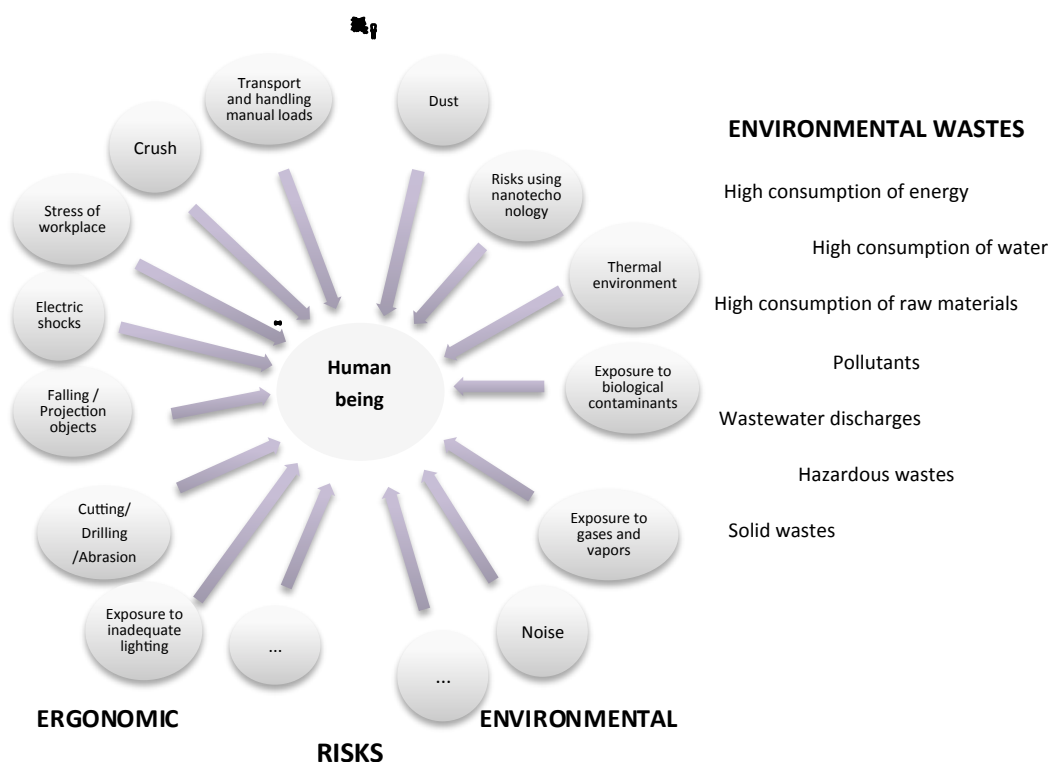 Transport
and handling
manual loads
Dust
Crush
Risks using
nanotecho
nology
Stress of
workplace
Thermal
environment
Electric
shocks
Human
being
Exposure to
biological
contaminants
Falling /
Projection
objects
Cutting/
Drilling
/Abrasion
Exposure to
gases and
vapors
Exposure to
inadequate
lighting
...
...
Noise
ERGONOMIC
ENVIRONMENTAL
RISKS
ENVIRONMENTAL WASTES
High consumption of energy
High consumption of water
High consumption of raw materials
Pollutants
Wastewater discharges
Hazardous wastes
Solid wastes